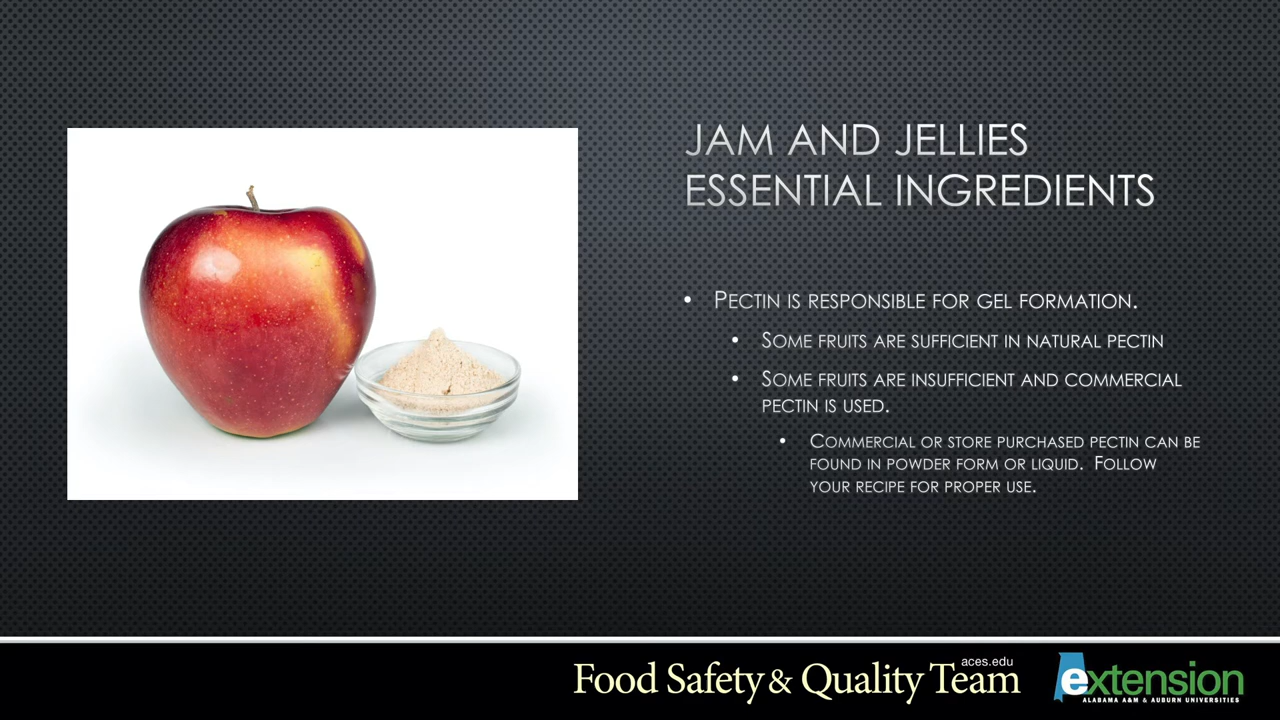 JAM AND JELLIES
ESSENTIAL INGREDIENTS
• PECTIN IS RESPONSIBLE FOR GEL FORMATION.
• SOME FRUITS ARE SUFFICIENT IN NATURAL PECTIN
• SOME FRUITS ARE INSUFFICIENT AND COMMERCIAL
PECTIN IS USED.
• COMMERCIAL OR STORE PURCHASED PECTIN CAN BE
FOUND IN POWDER FORM OR LIQUID. FOLLOW
YOUR RECIPE FOR PROPER USE.
aces.edu
Food Safety & Quality Team
extension
ALABAMA A&M & AUBURN UNIVERSITIES